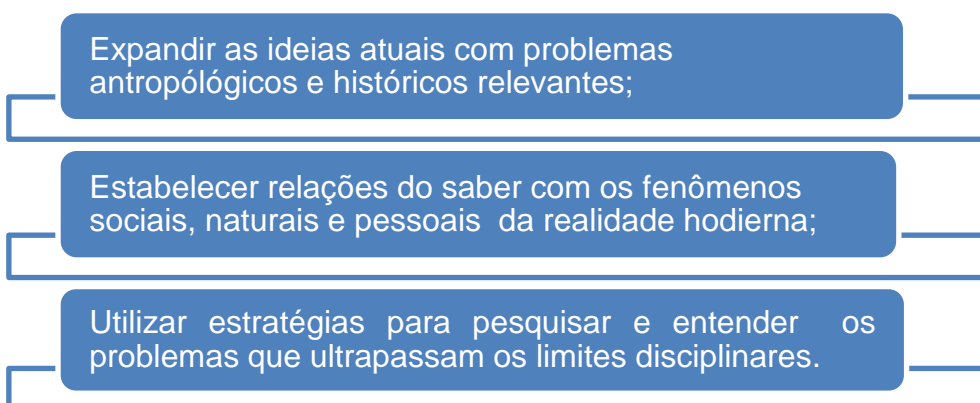 Expandir as ideias atuais com problemas
antropólógicos e históricos relevantes;
Estabelecer relações do saber com os fenômenos
sociais, naturais e pessoais da realidade hodierna;
Utilizar estratégias para pesquisar e entender os
problemas que ultrapassam os limites disciplinares.